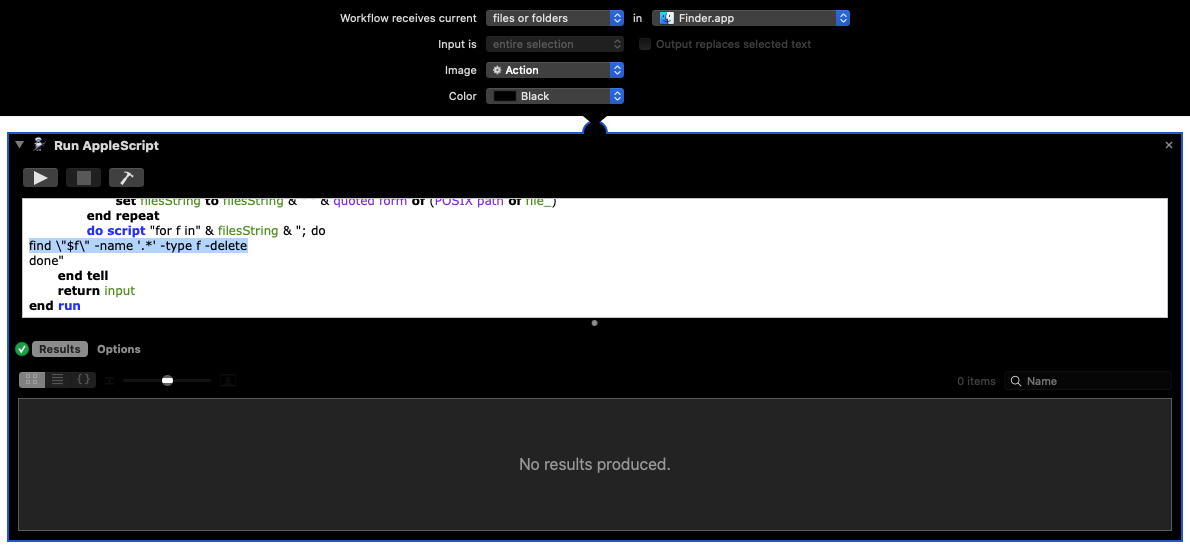 Workflow receives current files or folders in Finder.app
Input is entire selection Output replaces selected text
Image Action
Color Black
Run AppleScript
set filesString to filesString & " " & quoted form of (POSIX path of file_)
end repeat
do script "for f in" & filesString & "; do
find \"$f\" -name '.*' -type f -delete
done"
end tell
return input
end run
Results Options
0 items Name
No results produced.